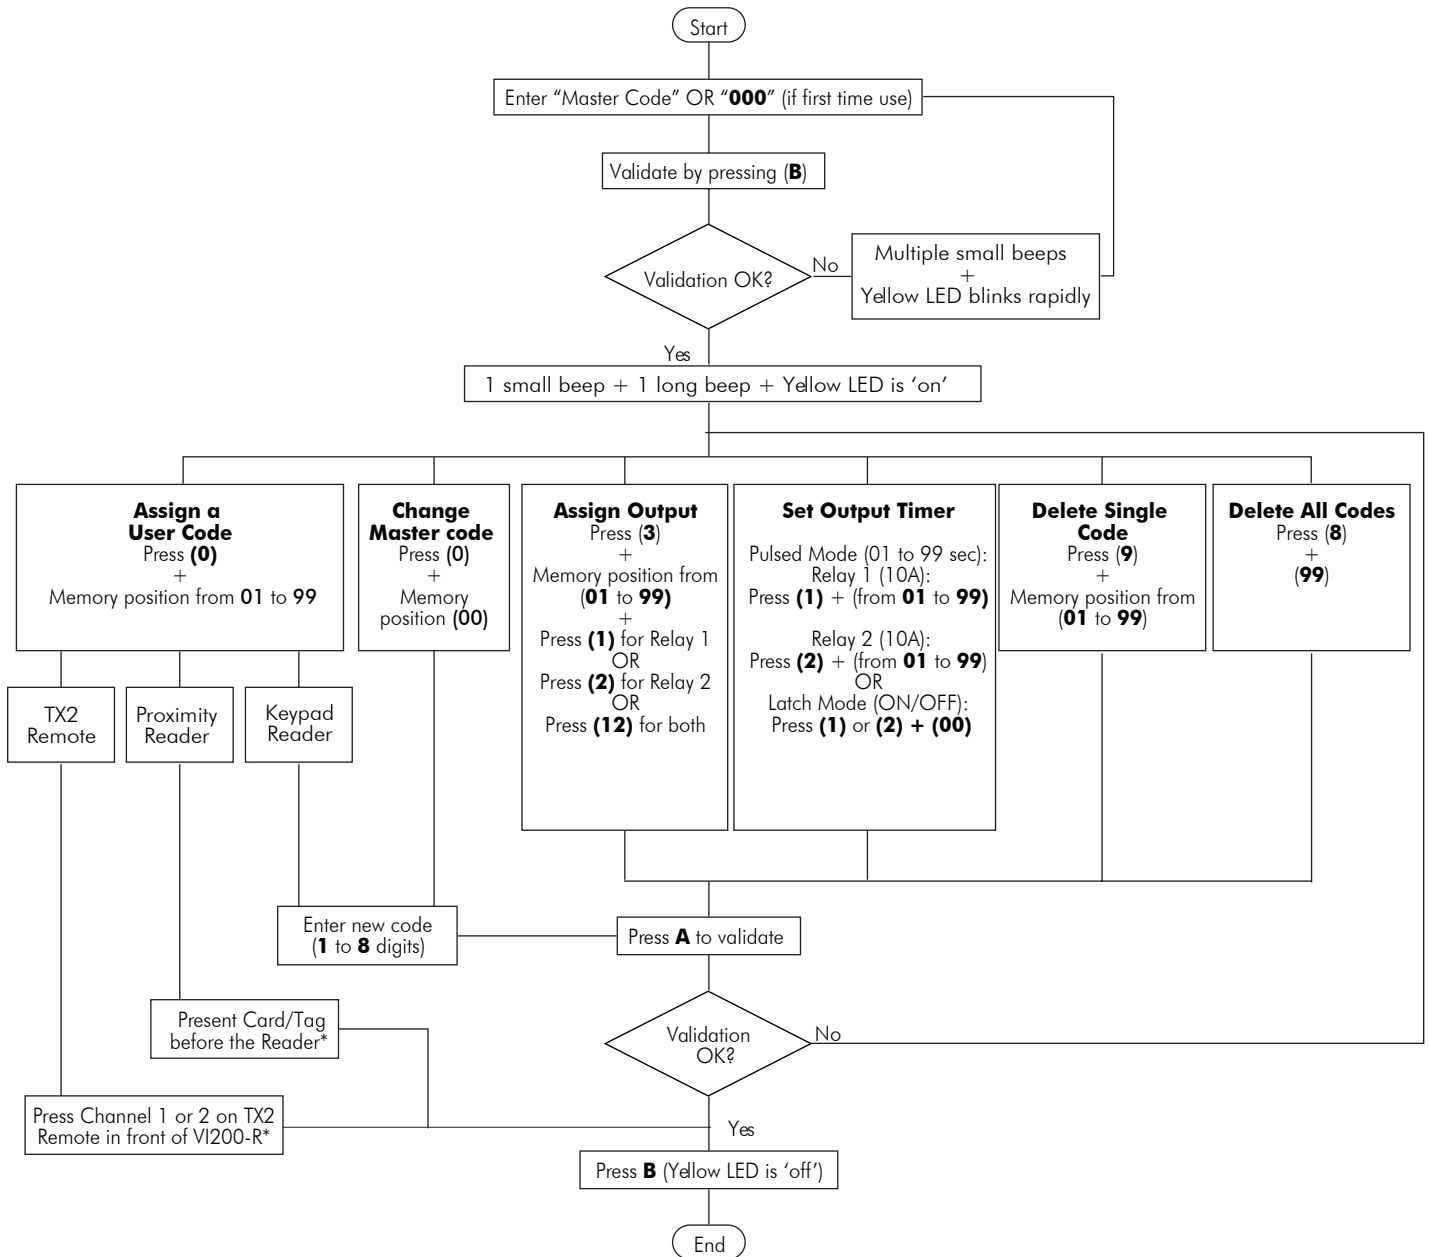 Start
Enter “Master Code” OR “000” (if first time use)
Validate by pressing (B)
Validation OK?
No
Multiple small beeps
+
Yellow LED blinks rapidly
Yes
1 small beep + 1 long beep + Yellow LED is ‘on’
Assign a
User Code
Press (0)
+
Memory position from 01 to 99
Change
Master code
Press (0)
+
Memory
position (00)
Assign Output
Press (3)
+
Memory position from
(01 to 99)
+
Press (1) for Relay 1
OR
Press (2) for Relay 2
OR
Press (12) for both
Set Output Timer
Pulsed Mode (01 to 99 sec):
Relay 1 (10A):
Press (1) + (from 01 to 99)
Relay 2 (10A):
Press (2) + (from 01 to 99)
OR
Latch Mode (ON/OFF):
Press (1) or (2) + (00)
Delete Single
Code
Press (9)
+
Memory position from
(01 to 99)
Delete All Codes
Press (8)
+
(99)
TX2
Remote
Proximity
Reader
Keypad
Reader
Enter new code
(1 to 8 digits)
Press A to validate
Present Card/Tag
before the Reader*
Validation
OK?
No
Press Channel 1 or 2 on TX2
Remote in front of VI200-R*
Yes
Press B (Yellow LED is ‘off’)
End